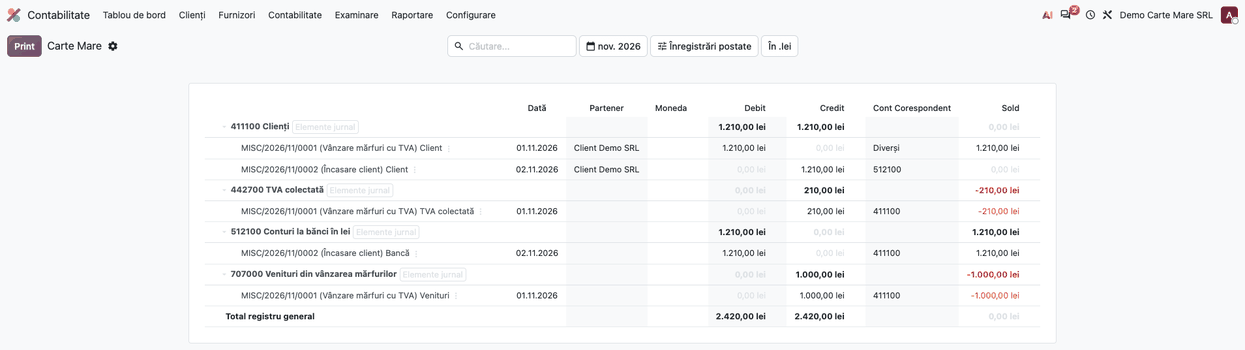 Contabilitate Tablou de bord Clienți Furnizori Contabilitate Examinare Raportare Configurare AI 2 Demo Carte Mare SRL A
Print Carte Mare Căutare... nov. 2026 Înregistrări postate În .lei
Dată Partener Moneda Debit Credit Cont Corespondent Sold
411100 Clienți Elemente jurnal 1.210,00 lei 1.210,00 lei 0,00 lei
MISC/2026/11/0001 (Vânzare mărfuri cu TVA) Client 01.11.2026 Client Demo SRL 1.210,00 lei 0,00 lei Diverși 1.210,00 lei
MISC/2026/11/0002 (Încasare client) Client 02.11.2026 Client Demo SRL 0,00 lei 1.210,00 lei 512100 0,00 lei
442700 TVA colectată Elemente jurnal 0,00 lei 210,00 lei -210,00 lei
MISC/2026/11/0001 (Vânzare mărfuri cu TVA) TVA colectată 01.11.2026 0,00 lei 210,00 lei 411100 -210,00 lei
512100 Conturi la bănci în lei Elemente jurnal 1.210,00 lei 0,00 lei 1.210,00 lei
MISC/2026/11/0002 (Încasare client) Bancă 02.11.2026 1.210,00 lei 0,00 lei 411100 1.210,00 lei
707000 Venituri din vânzarea mărfurilor Elemente jurnal 0,00 lei 1.000,00 lei -1.000,00 lei
MISC/2026/11/0001 (Vânzare mărfuri cu TVA) Venituri 01.11.2026 0,00 lei 1.000,00 lei 411100 -1.000,00 lei
Total registru general 2.420,00 lei 2.420,00 lei 0,00 lei